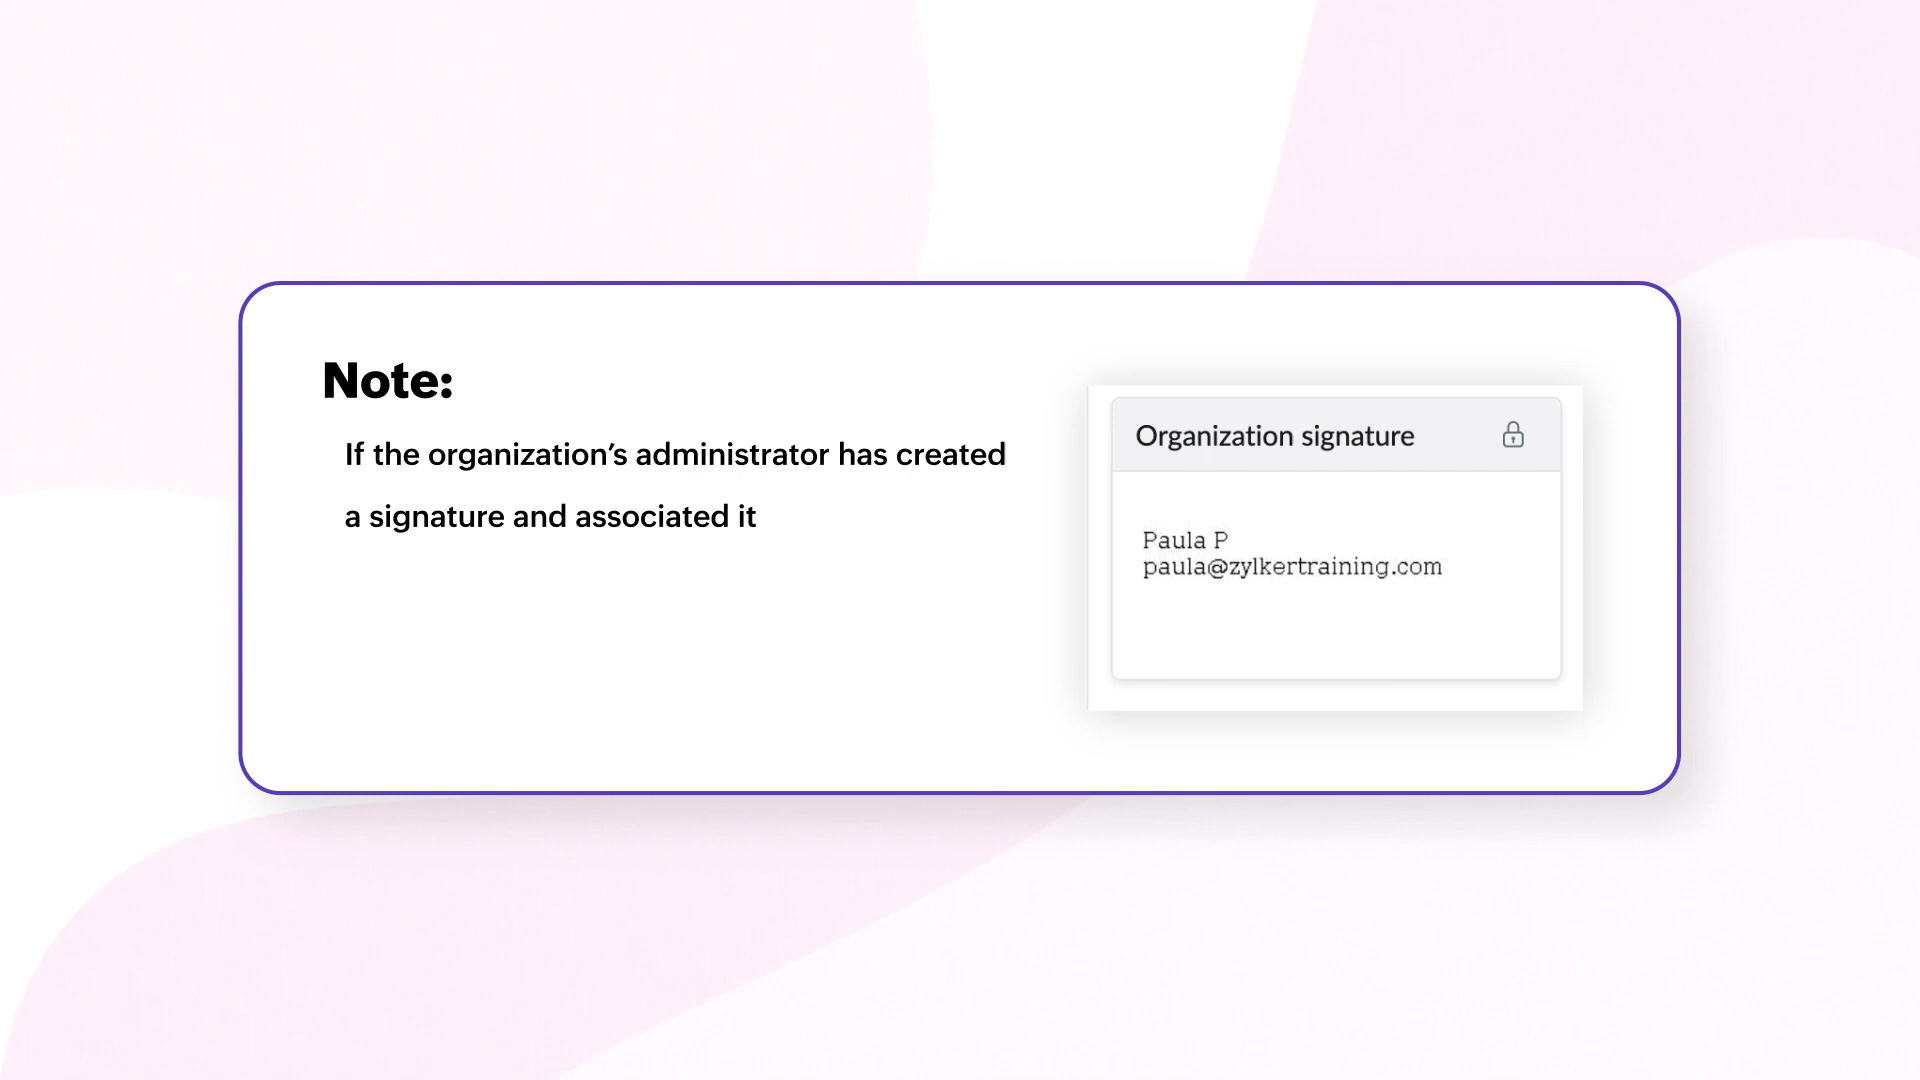 Note:
If the organization’s administrator has created
a signature and associated it
Organization signature
Paula P
paula@zylkertraining.com